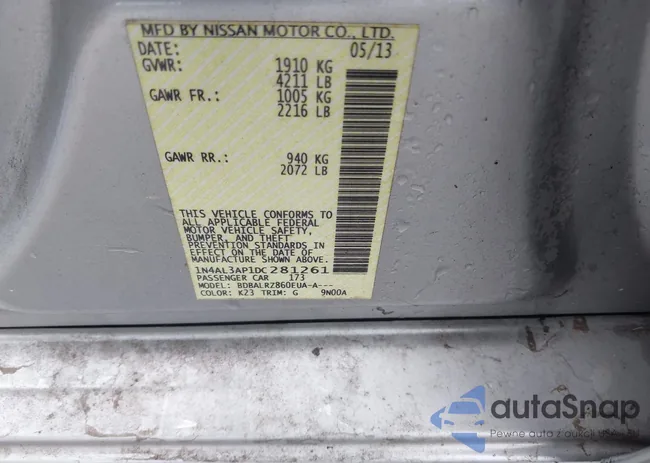 MFD BY NISSAN MOTOR CO., LTD.
DATE: 05/13
GVWR: 1910 KG
4211 LB
GAWR FR.: 1005 KG
2216 LB
GAWR RR.: 940 KG
2072 LB
THIS VEHICLE CONFORMS TO
ALL APPLICABLE FEDERAL
MOTOR VEHICLE SAFETY,
BUMPER, AND THEFT
PREVENTION STANDARDS IN
EFFECT ON THE DATE OF
MANUFACTURE SHOWN ABOVE.
1N4AL3AP1DC281261
PASSENGER CAR 173
MODEL: BDBALRZ860EUA-A---
COLOR: K23 TRIM: G 9N00A
autoSnap
Pewne auto z aukcji